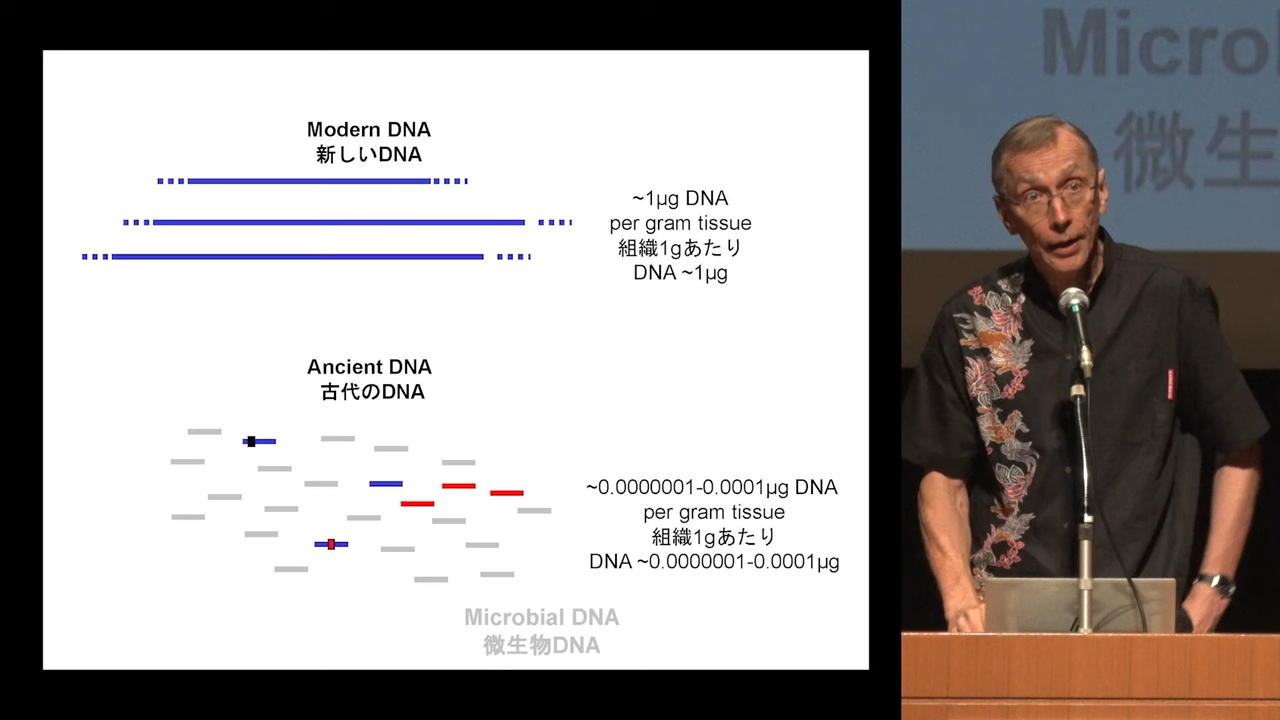 Modern DNA
新しいDNA
~1µg DNA
per gram tissue
組織1gあたり
DNA ~1µg
Ancient DNA
古代のDNA
~0.0000001-0.0001µg DNA
per gram tissue
組織1gあたり
DNA ~0.0000001-0.0001µg
Microbial DNA
微生物DNA
Microl
微生